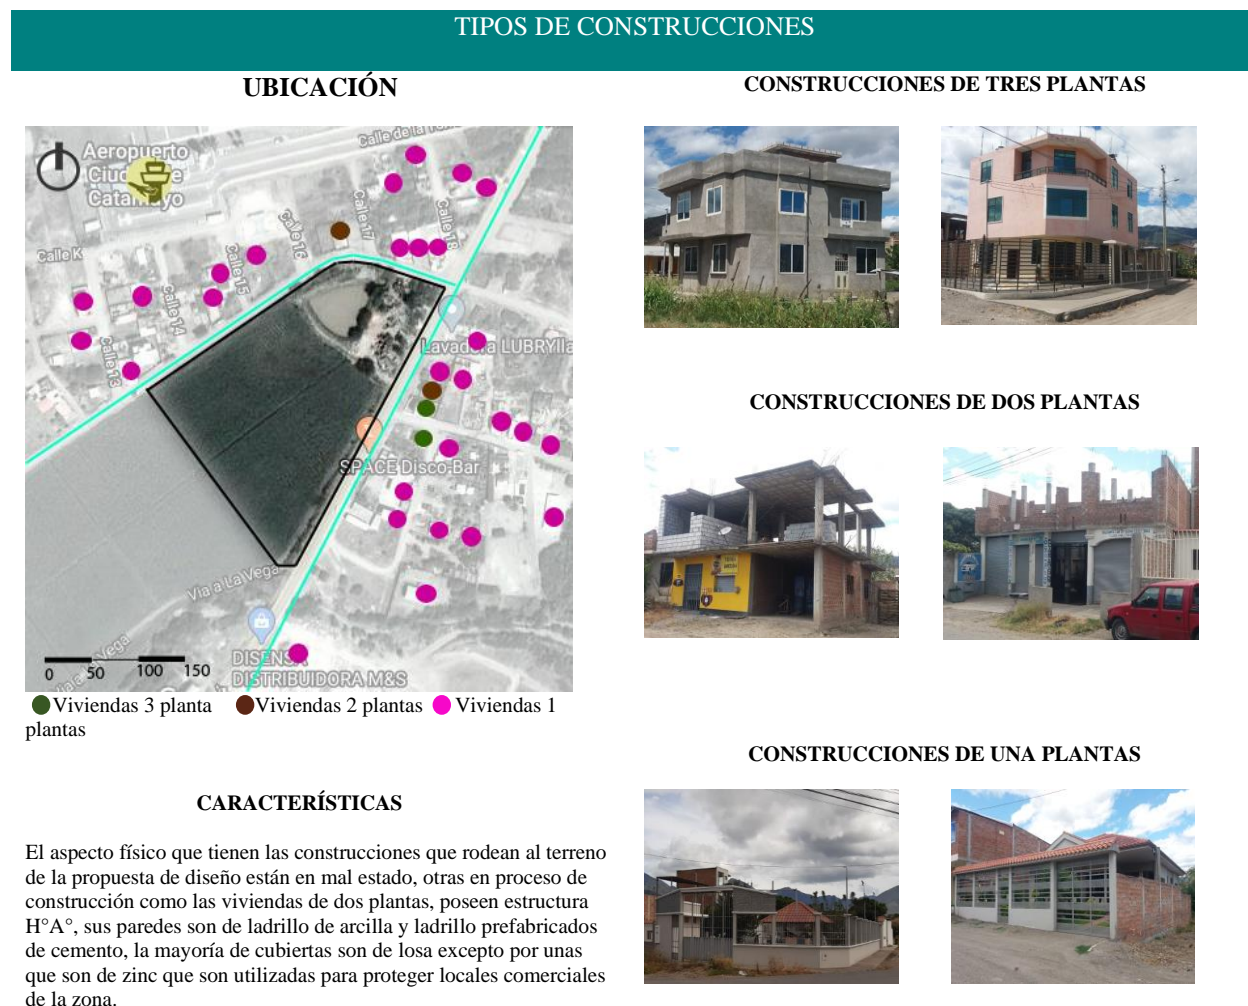 TIPOS DE CONSTRUCCIONES
UBICACIÓN
Aeropuerto
Catamayo
Calle de la
Calle K
Calle 13
Calle 14
Calle 15
Calle 16
Calle 17
Calle 18
Lavadora LUBRYlla
SPACE Disco-Bar
Via a La Vega
DISENSA
DISTRIBUIDORA M&S
0 50 100 150
Viviendas 3 planta Viviendas 2 plantas Viviendas 1
plantas
CARACTERÍSTICAS
El aspecto físico que tienen las construcciones que rodean al terreno
de la propuesta de diseño están en mal estado, otras en proceso de
construcción como las viviendas de dos plantas, poseen estructura
H°A°, sus paredes son de ladrillo de arcilla y ladrillo prefabricados
de cemento, la mayoría de cubiertas son de losa excepto por unas
que son de zinc que son utilizadas para proteger locales comerciales
de la zona.
CONSTRUCCIONES DE TRES PLANTAS
CONSTRUCCIONES DE DOS PLANTAS
CONSTRUCCIONES DE UNA PLANTAS